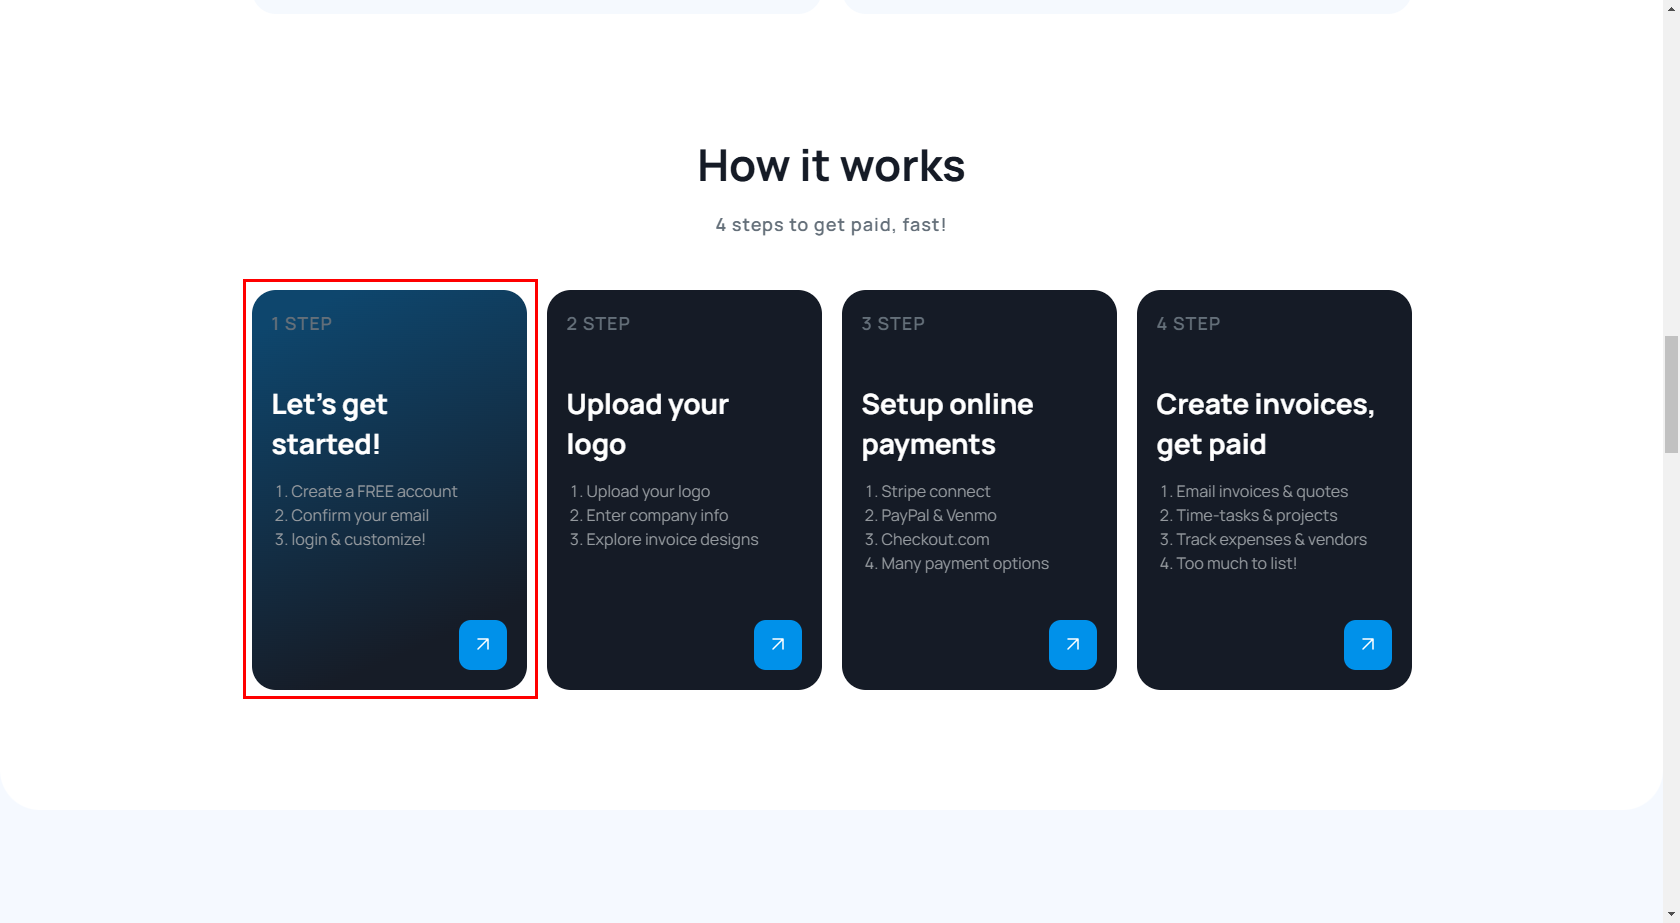 How it works
4 steps to get paid, fast!
1 STEP
Let's get
started!
1. Create a FREE account
2. Confirm your email
3. login & customize!
2 STEP
Upload your
logo
1. Upload your logo
2. Enter company info
3. Explore invoice designs
3 STEP
Setup online
payments
1. Stripe connect
2. PayPal & Venmo
3. Checkout.com
4. Many payment options
4 STEP
Create invoices,
get paid
1. Email invoices & quotes
2. Time-tasks & projects
3. Track expenses & vendors
4. Too much to list!